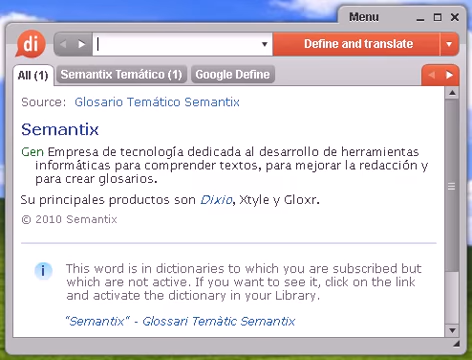 Menu
di
Define and translate
All (1)
Semantix Temático (1)
Google Define
Source: Glosario Temático Semantix
Semantix
Gen Empresa de tecnología dedicada al desarrollo de herramientas
informáticas para comprender textos, para mejorar la redacción y
para crear glosarios.
Su principales productos son Dixio, Xtyle y Gloxr.
© 2010 Semantix
i
This word is in dictionaries to which you are subscribed but
which are not active. If you want to see it, click on the link
and activate the dictionary in your Library.
"Semantix" - Glossari Temàtic Semantix